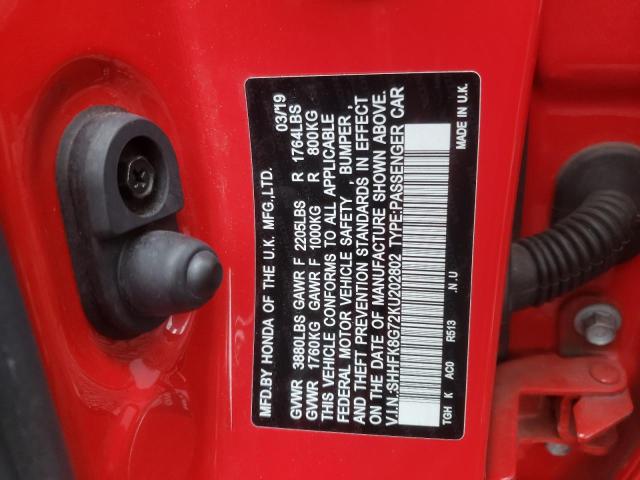 MFD.BY HONDA OF THE U.K. MFG.,LTD. 03/19
GVWR 3880LBS GAWR F 2205LBS R 1764LBS
GVWR 1760KG GAWR F 1000KG R 800KG
THIS VEHICLE CONFORMS TO ALL APPLICABLE
FEDERAL MOTOR VEHICLE SAFETY , BUMPER ,
AND THEFT PREVENTION STANDARDS IN EFFECT
ON THE DATE OF MANUFACTURE SHOWN ABOVE.
V.I.N.:SHHFK8G72KU202802 TYPE:PASSENGER CAR
TGH K AC0 R513 .N.U MADE IN U.K.